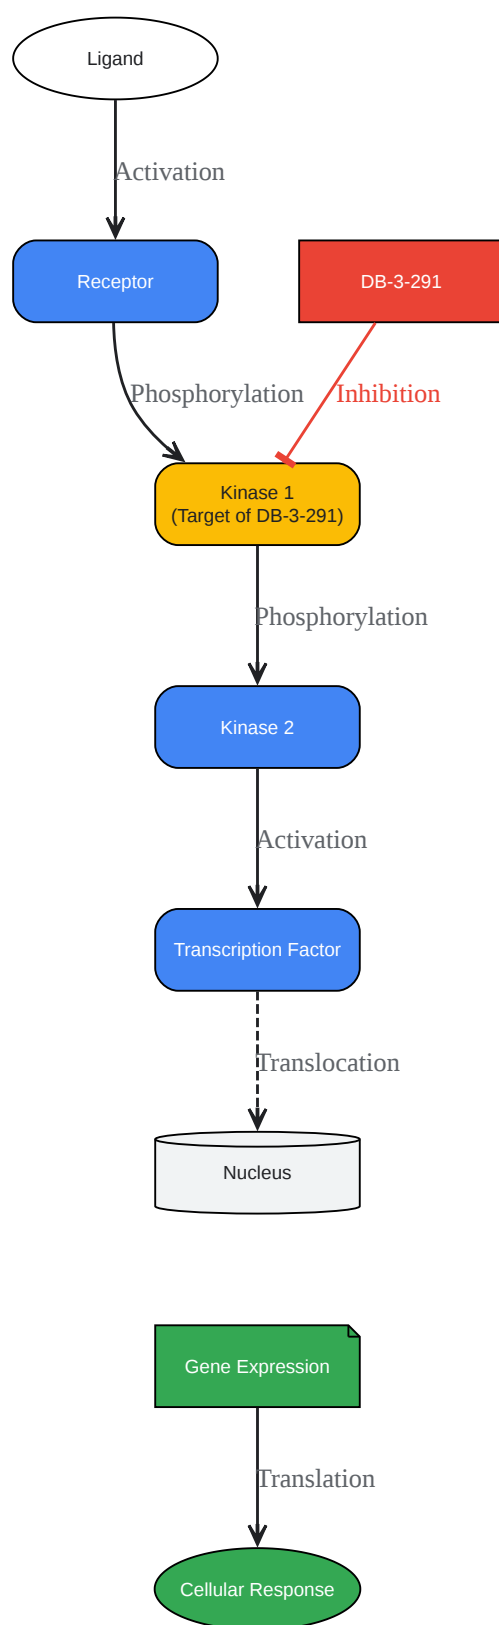 Ligand
Activation
Receptor
DB-3-291
Phosphorylation
Inhibition
Kinase 1
(Target of DB-3-291)
Phosphorylation
Kinase 2
Activation
Transcription Factor
Translocation
Nucleus
Gene Expression
Translation
Cellular Response